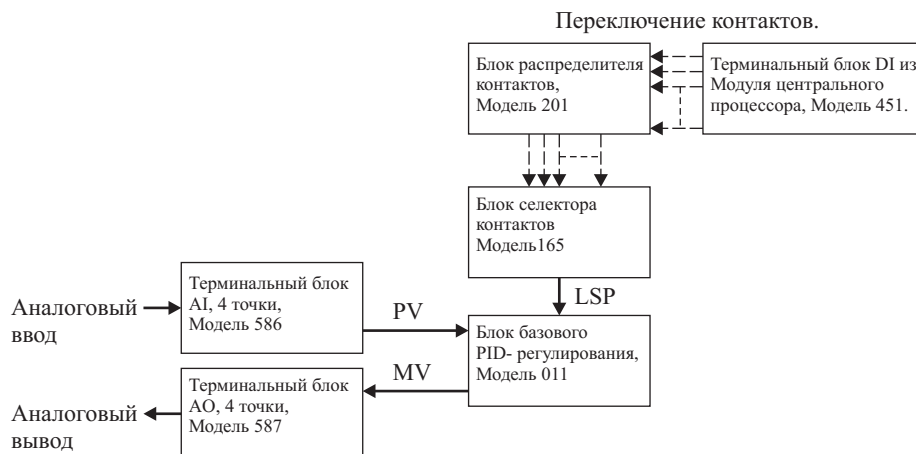 Переключение контактов.
Блок распределителя
контактов,
Модель 201
Терминальный блок DI из
Модуля центрального
процессора, Модель 451.
Блок селектора
контактов
Модель165
LSP
Аналоговый
ввод
Терминальный блок
AI, 4 точки,
Модель 586
PV
Блок базового
PID- регулирования,
Модель 011
MV
Терминальный блок
AO, 4 точки,
Модель 587
Аналоговый
вывод